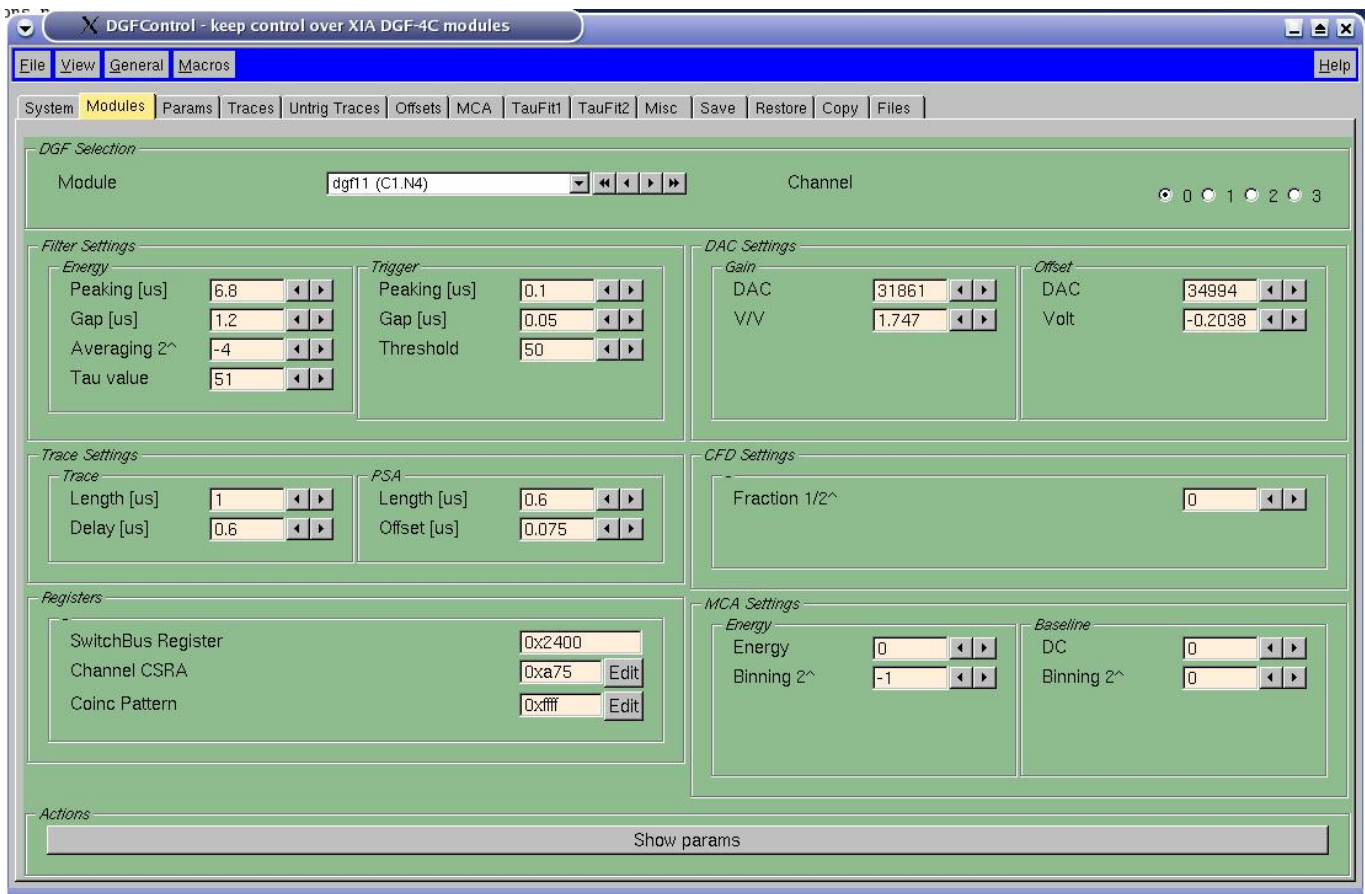 X DGFControl - keep control over XIA DGF-4C modules
File View General Macros Help
System Modules Params Traces Untrig Traces Offsets MCA TauFit1 TauFit2 Misc Save Restore Copy Files
DGF Selection
Module dgf11 (C1.N4) Channel 0 1 2 3
Filter Settings
Energy
Peaking [us] 6.8
Gap [us] 1.2
Averaging 2^ -4
Tau value 51
Trigger
Peaking [us] 0.1
Gap [us] 0.05
Threshold 50
DAC Settings
Gain
DAC 31861
V/V 1.747
Offset
DAC 34994
Volt -0.2038
Trace Settings
Trace
Length [us] 1
Delay [us] 0.6
PSA
Length [us] 0.6
Offset [us] 0.075
CFD Settings
-
Fraction 1/2^ 0
Registers
-
SwitchBus Register 0x2400
Channel CSRA 0xa75 Edit
Coinc Pattern 0xffff Edit
MCA Settings
Energy
Energy 0
Binning 2^ -1
Baseline
DC 0
Binning 2^ 0
Actions
Show params